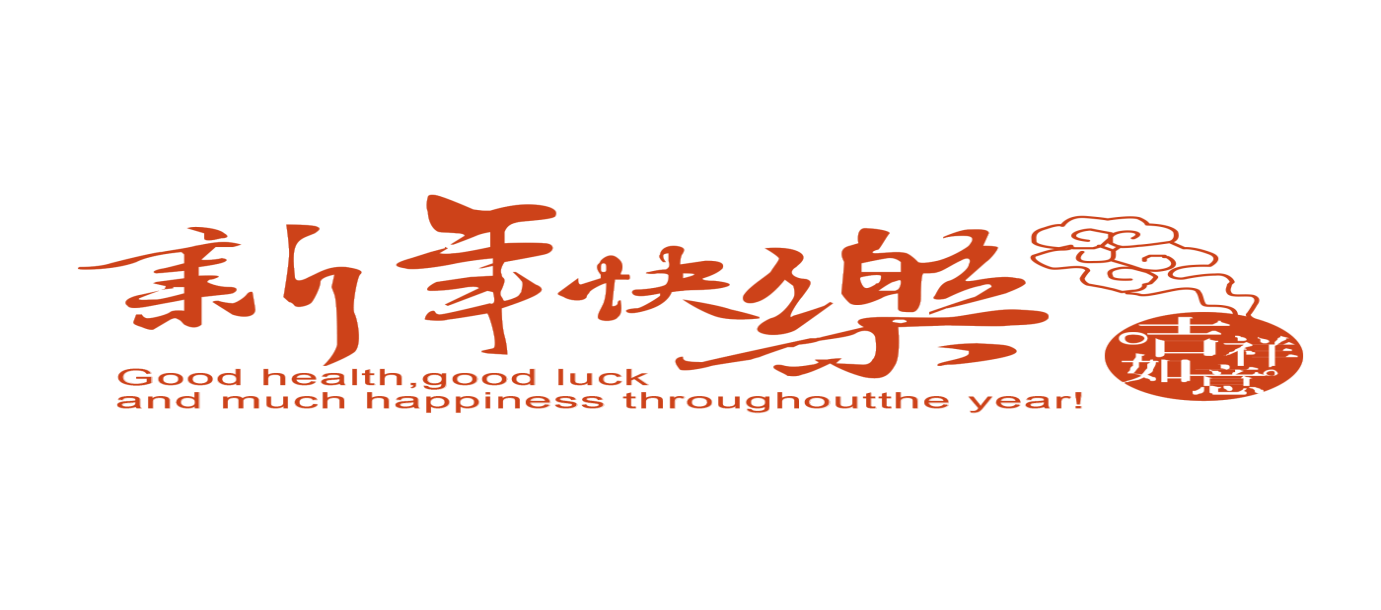 新年快樂
Good health,good luck
and much happiness throughoutthe year!
吉祥
如意